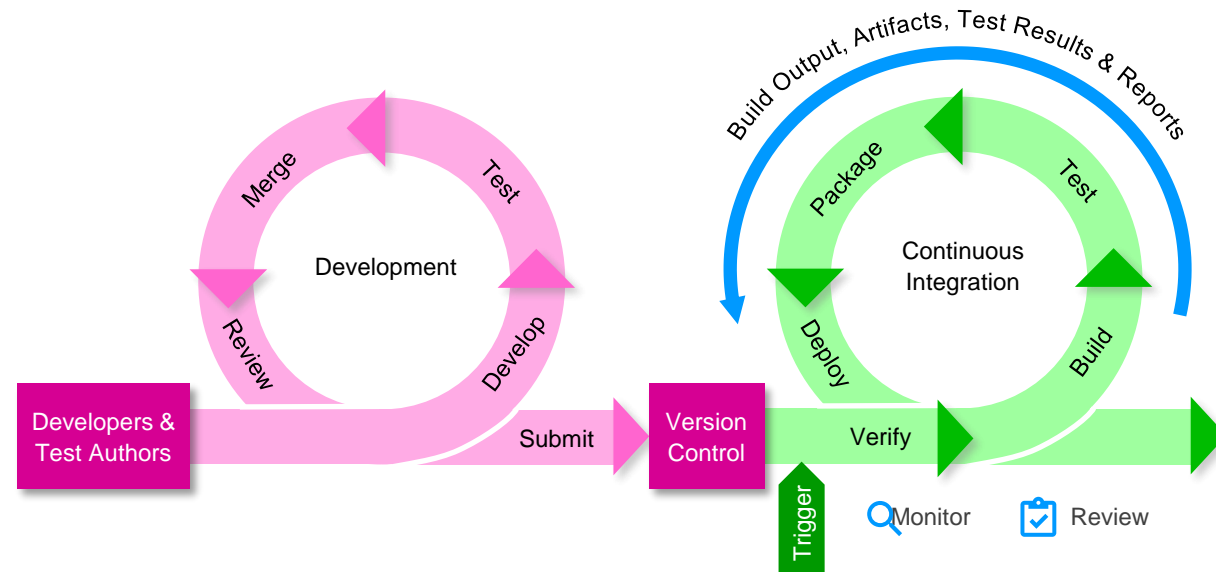 Build Output, Artifacts, Test Results & Reports
Merge
Test
Development
Review
Develop
Developers &
Test Authors
Submit
Package
Test
Continuous
Integration
Deploy
Build
Version
Control
Verify
Trigger
Monitor
Review